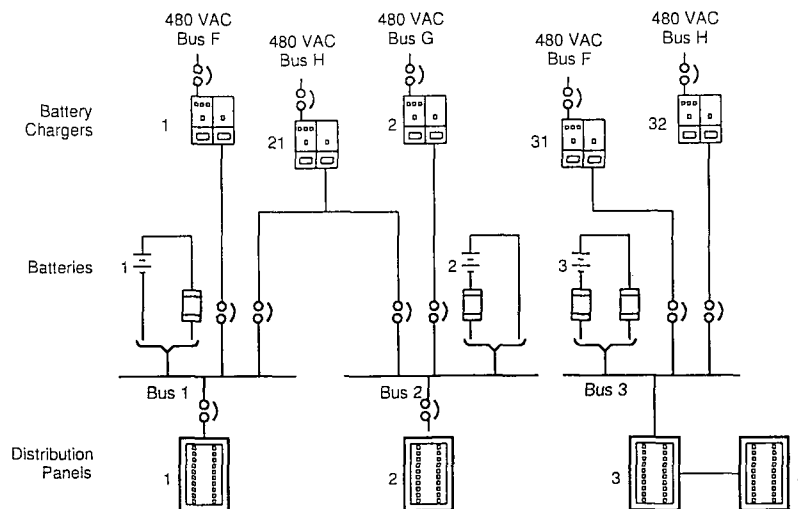 480 VAC
Bus F
480 VAC
Bus H
480 VAC
Bus G
480 VAC
Bus F
480 VAC
Bus H
Battery
Chargers
1
21
2
31
32
Batteries
1
2
3
Bus 1
Bus 2
Bus 3
Distribution
Panels
1
2
3